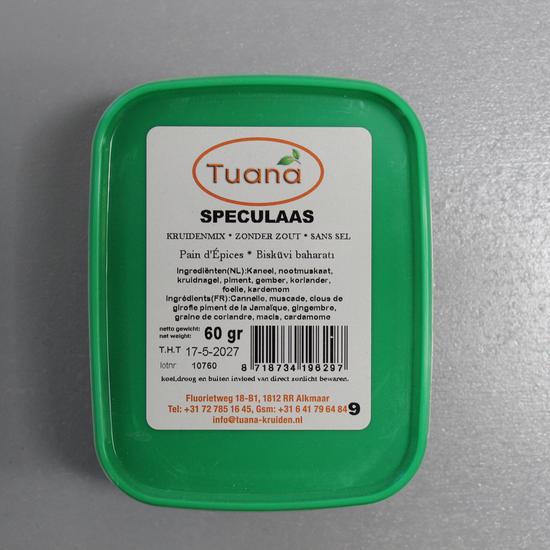 Tuana
SPECULAAS
KRUIDENMIX * ZONDER ZOUT * SANS SEL
Pain d'Épices * Bisküvi baharatı
Ingrediënten(NL):Kaneel, nootmuskaat,
kruidnagel, piment, gember, koriander,
foelie, kardemom
Ingrédients(FR):Cannelle, muscade, clous de
girofle piment de la Jamaïque, gingembre,
graine de coriandre, macis, cardamome
netto gewicht:
net weight: 60 gr
T.H.T 17-5-2027
lotnr: 10760
8 718734 196297
koel,droog en buiten invloed van direct zonlicht bewaren.
Fluorietweg 18-B1, 1812 RR Alkmaar
Tel: +31 72 785 16 45, Gsm: +31 6 41 79 64 84 9
info@tuana-kruiden.nl